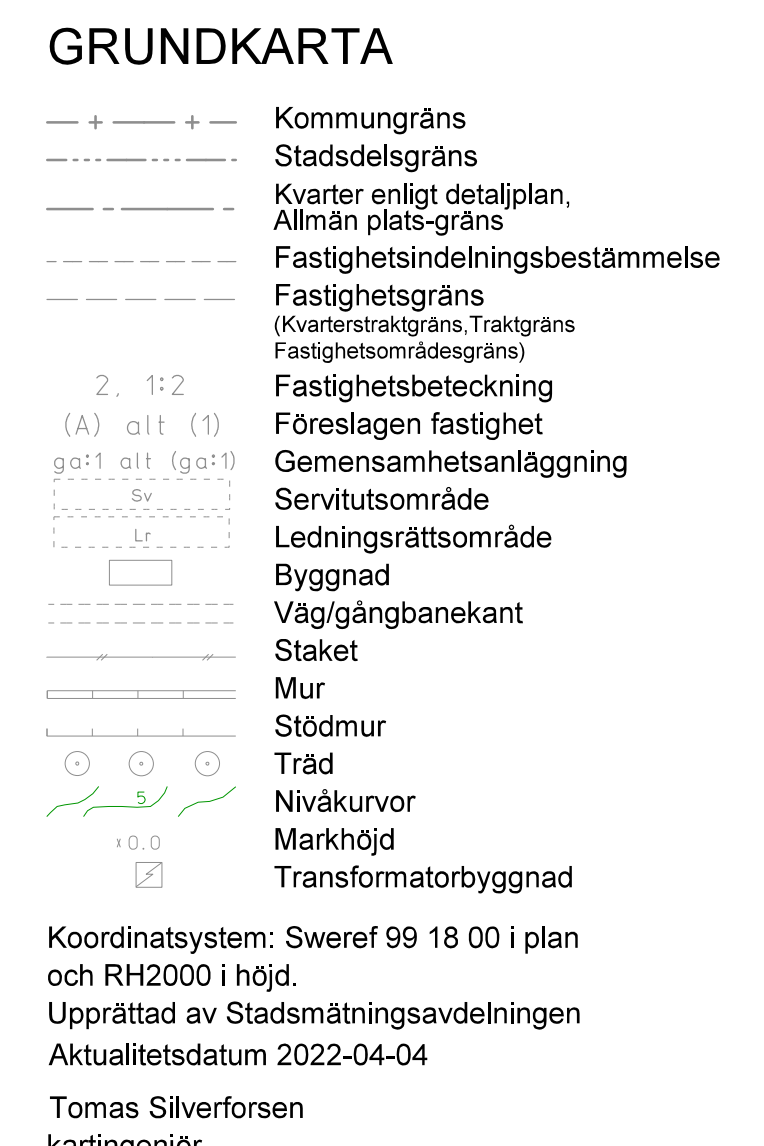 GRUNDKARTA
Kommungräns
Stadsdelsgräns
Kvarter enligt detaljplan,
Allmän plats-gräns
Fastighetsindelningsbestämmelse
Fastighetsgräns
(Kvarterstraktgräns,Traktgräns
Fastighetsområdesgräns)
2, 1:2 Fastighetsbeteckning
(A) alt (1) Föreslagen fastighet
ga:1 alt (ga:1) Gemensamhetsanläggning
Sv Servitutsområde
Lr Ledningsrättsområde
Byggnad
Väg/gångbanekant
Staket
Mur
Stödmur
Träd
5 Nivåkurvor
x0.0 Markhöjd
Transformatorbyggnad
Koordinatsystem: Sweref 99 18 00 i plan
och RH2000 i höjd.
Upprättad av Stadsmätningsavdelningen
Aktualitetsdatum 2022-04-04
Tomas Silverforsen
kartingenjör